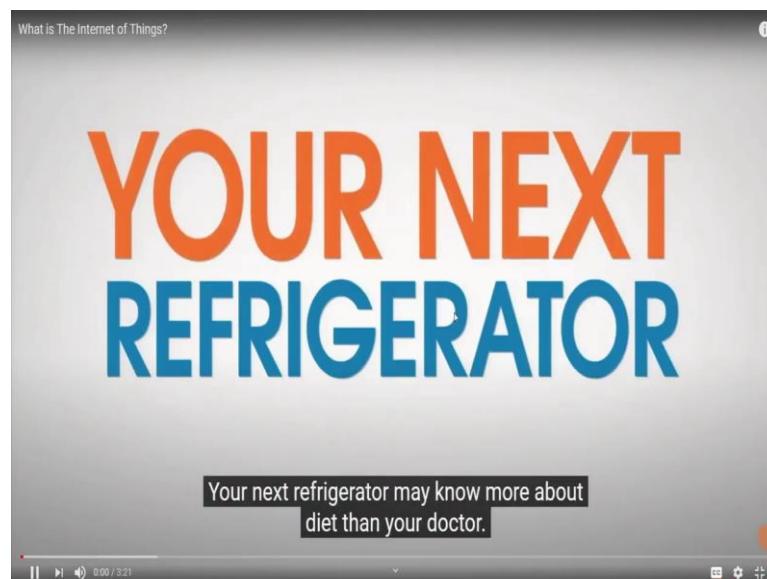 What is The Internet of Things?
YOUR NEXT
REFRIGERATOR
Your next refrigerator may know more about
diet than your doctor.
0:00 / 3:21